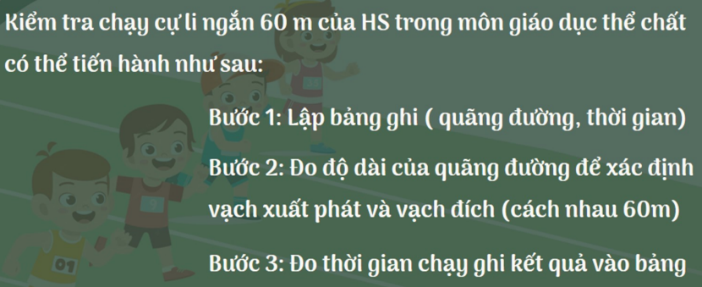 Kiểm tra chạy cự li ngắn 60 m của HS trong môn giáo dục thể chất
có thể tiến hành như sau:
Bước 1: Lập bảng ghi ( quãng đường, thời gian)
Bước 2: Đo độ dài của quãng đường để xác định
vạch xuất phát và vạch đích (cách nhau 60m)
Bước 3: Đo thời gian chạy ghi kết quả vào bảng
01